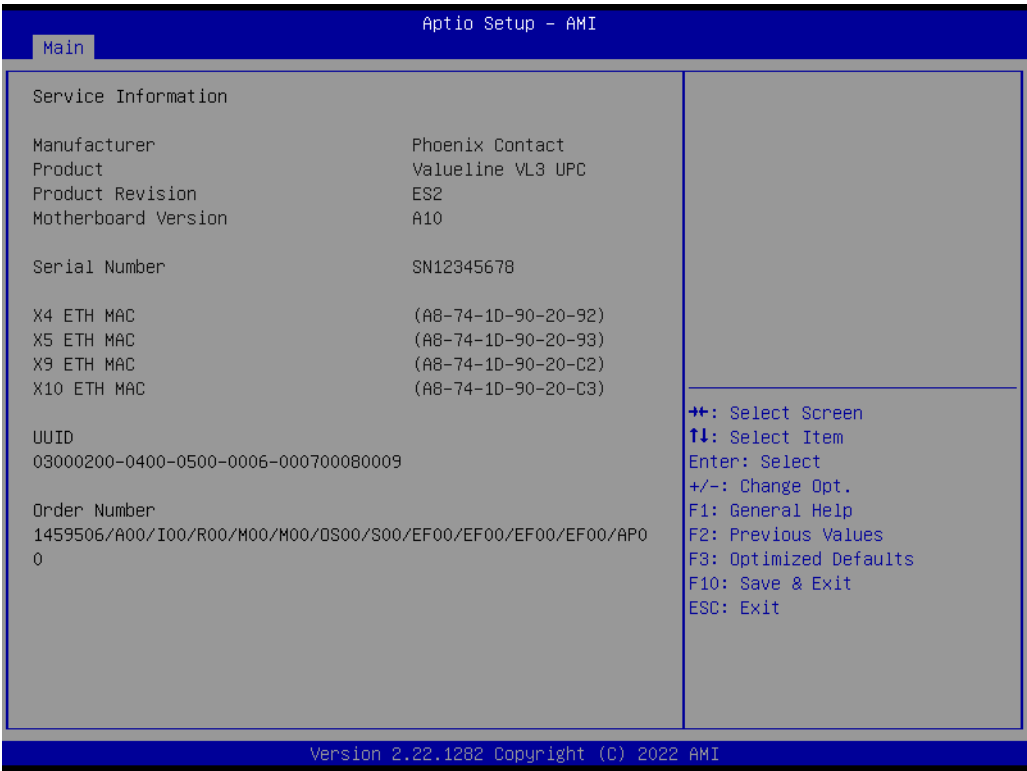 Aptio Setup – AMI
Main
Service Information
Manufacturer Phoenix Contact
Product Valueline VL3 UPC
Product Revision ES2
Motherboard Version A10
Serial Number SN12345678
X4 ETH MAC (A8-74-1D-90-20-92)
X5 ETH MAC (A8-74-1D-90-20-93)
X9 ETH MAC (A8-74-1D-90-20-C2)
X10 ETH MAC (A8-74-1D-90-20-C3)
UUID
03000200-0400-0500-0006-000700080009
Order Number
1459506/A00/I00/R00/M00/M00/OS00/S00/EF00/EF00/EF00/EF00/AP0
0
→←: Select Screen
↑↓: Select Item
Enter: Select
+/-: Change Opt.
F1: General Help
F2: Previous Values
F3: Optimized Defaults
F10: Save & Exit
ESC: Exit
Version 2.22.1282 Copyright (C) 2022 AMI